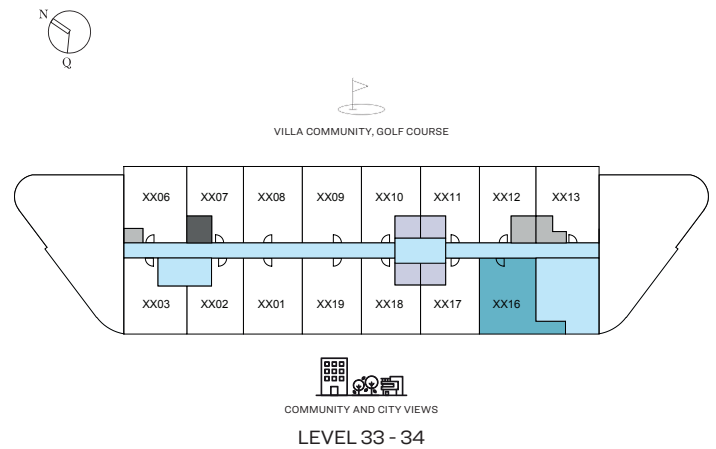 N
Q
VILLA COMMUNITY, GOLF COURSE
XX06 XX07 XX08 XX09 XX10 XX11 XX12 XX13
XX03 XX02 XX01 XX19 XX18 XX17 XX16
COMMUNITY AND CITY VIEWS
LEVEL 33 - 34